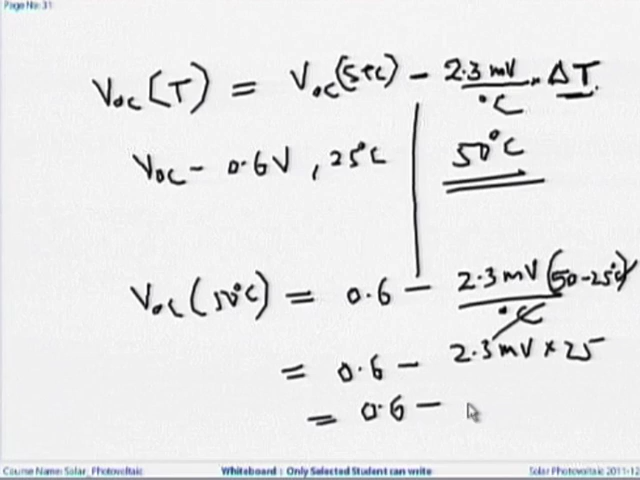 Page No: 31
Voc (T) = Voc (STC) - 2.3 mV/°C × ΔT
Voc - 0.6V, 25°C 50°C
Voc (50°C) = 0.6 - 2.3 mV/°C (50-25°C)
= 0.6 - 2.3 mV × 25
= 0.6 -
Course Name: Solar_Photovoltaic Whiteboard : Only Selected Student can write Solar Photovoltaic 2011-12